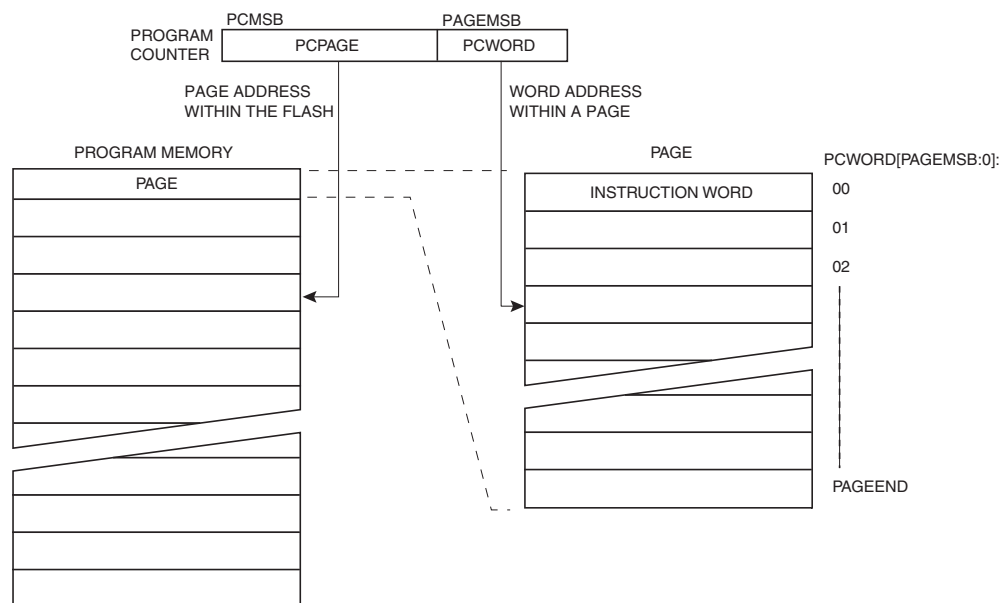 PCMSB PAGEMSB
PROGRAM
COUNTER
PCPAGE PCWORD
PAGE ADDRESS
WITHIN THE FLASH
WORD ADDRESS
WITHIN A PAGE
PROGRAM MEMORY
PAGE
PAGE
INSTRUCTION WORD
PCWORD[PAGEMSB:0]:
00
01
02
PAGEEND